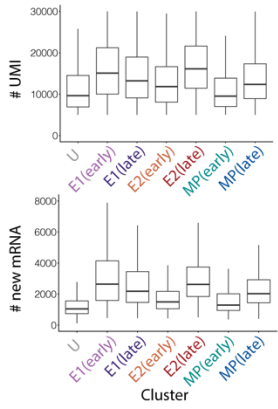 # UMI
30000
20000
10000
0
U
E1(early)
E1(late)
E2(early)
E2(late)
MP(early)
MP(late)
# new mRNA
8000
6000
4000
2000
0
U
E1(early)
E1(late)
E2(early)
E2(late)
MP(early)
MP(late)
Cluster